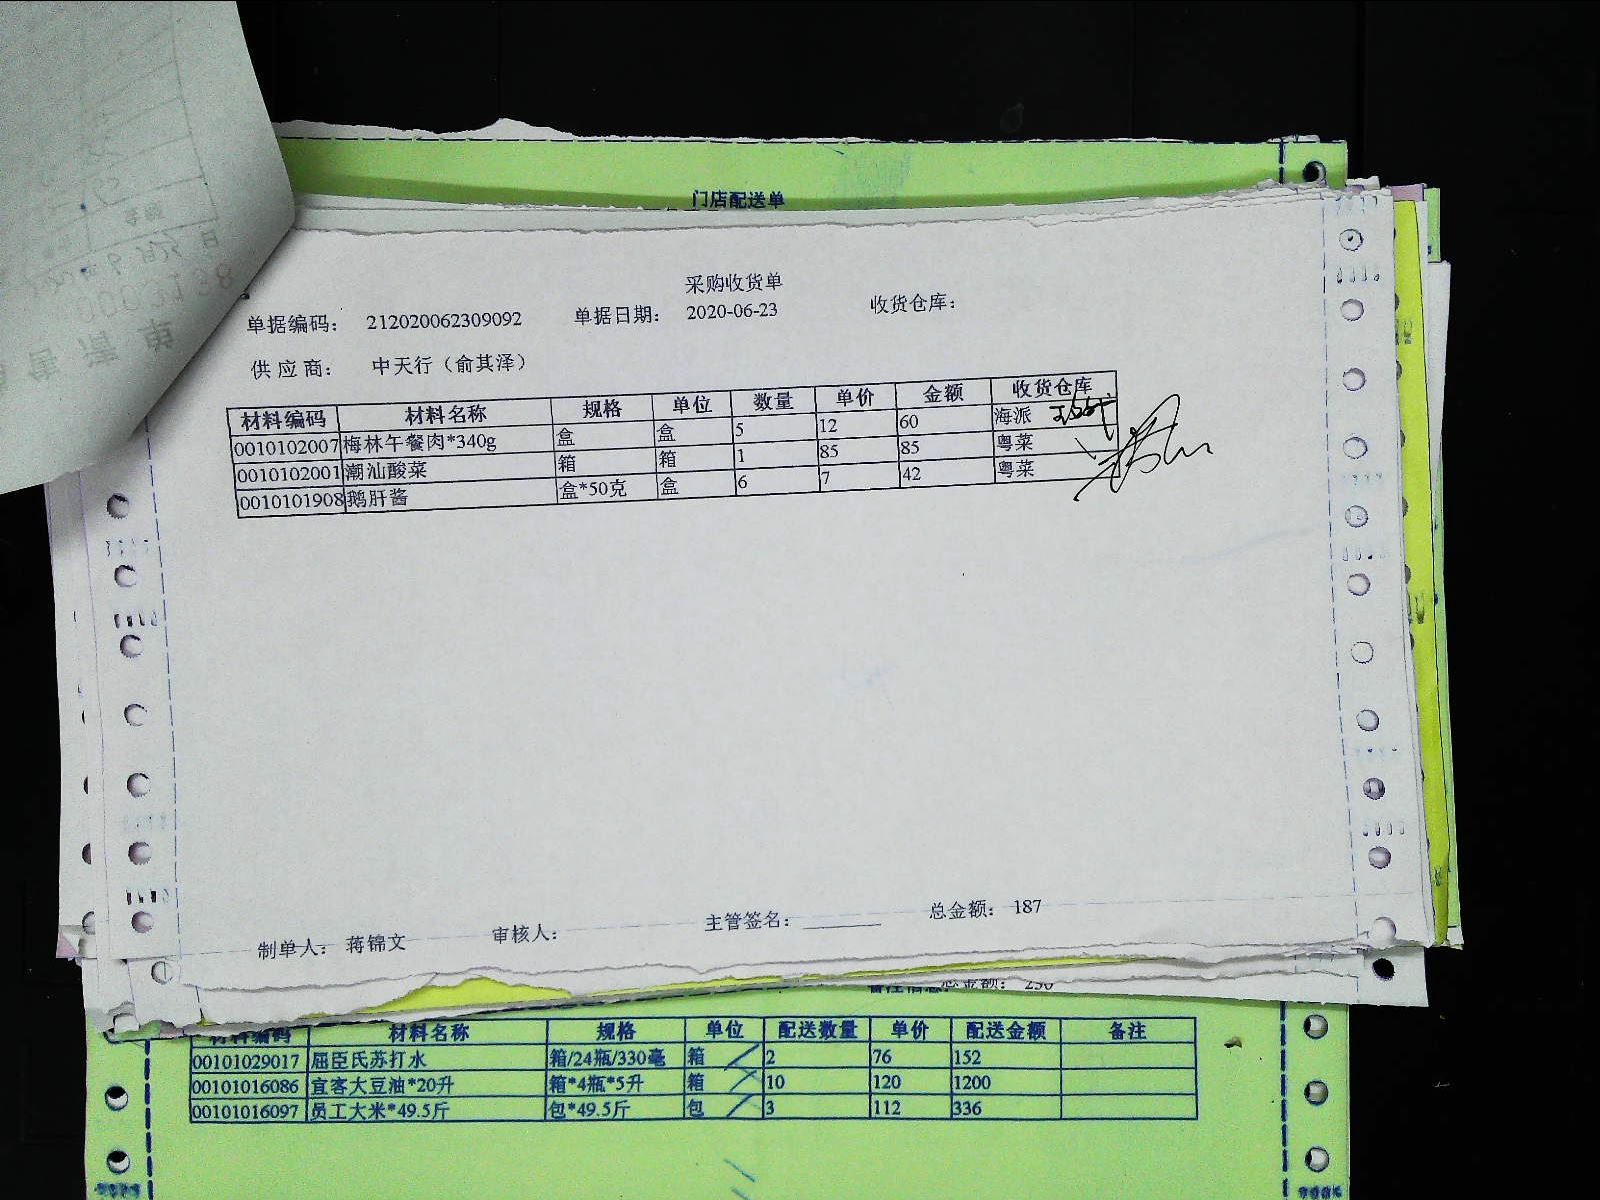 门店配送单
采购收货单
单据编码： 212020062309092 单据日期： 2020-06-23 收货仓库：
供应商： 中天行（俞其泽）
材料编码 材料名称 规格 单位 数量 单价 金额 收货仓库
0010102007 梅林午餐肉*340g 盒 盒 5 12 60 海派
0010102001 潮汕酸菜 箱 箱 1 85 85 粤菜
0010101908 鹅肝酱 盒*50克 盒 6 7 42 粤菜
制单人： 蒋锦文 审核人： 主管签名： 总金额： 187
材料编码 材料名称 规格 单位 配送数量 单价 配送金额 备注
00101029017 屈臣氏苏打水 箱/24瓶/330毫 箱 2 76 152
00101016086 宜客大豆油*20升 箱*4瓶*5升 箱 10 120 1200
00101016097 员工大米*49.5斤 包*49.5斤 包 3 112 336